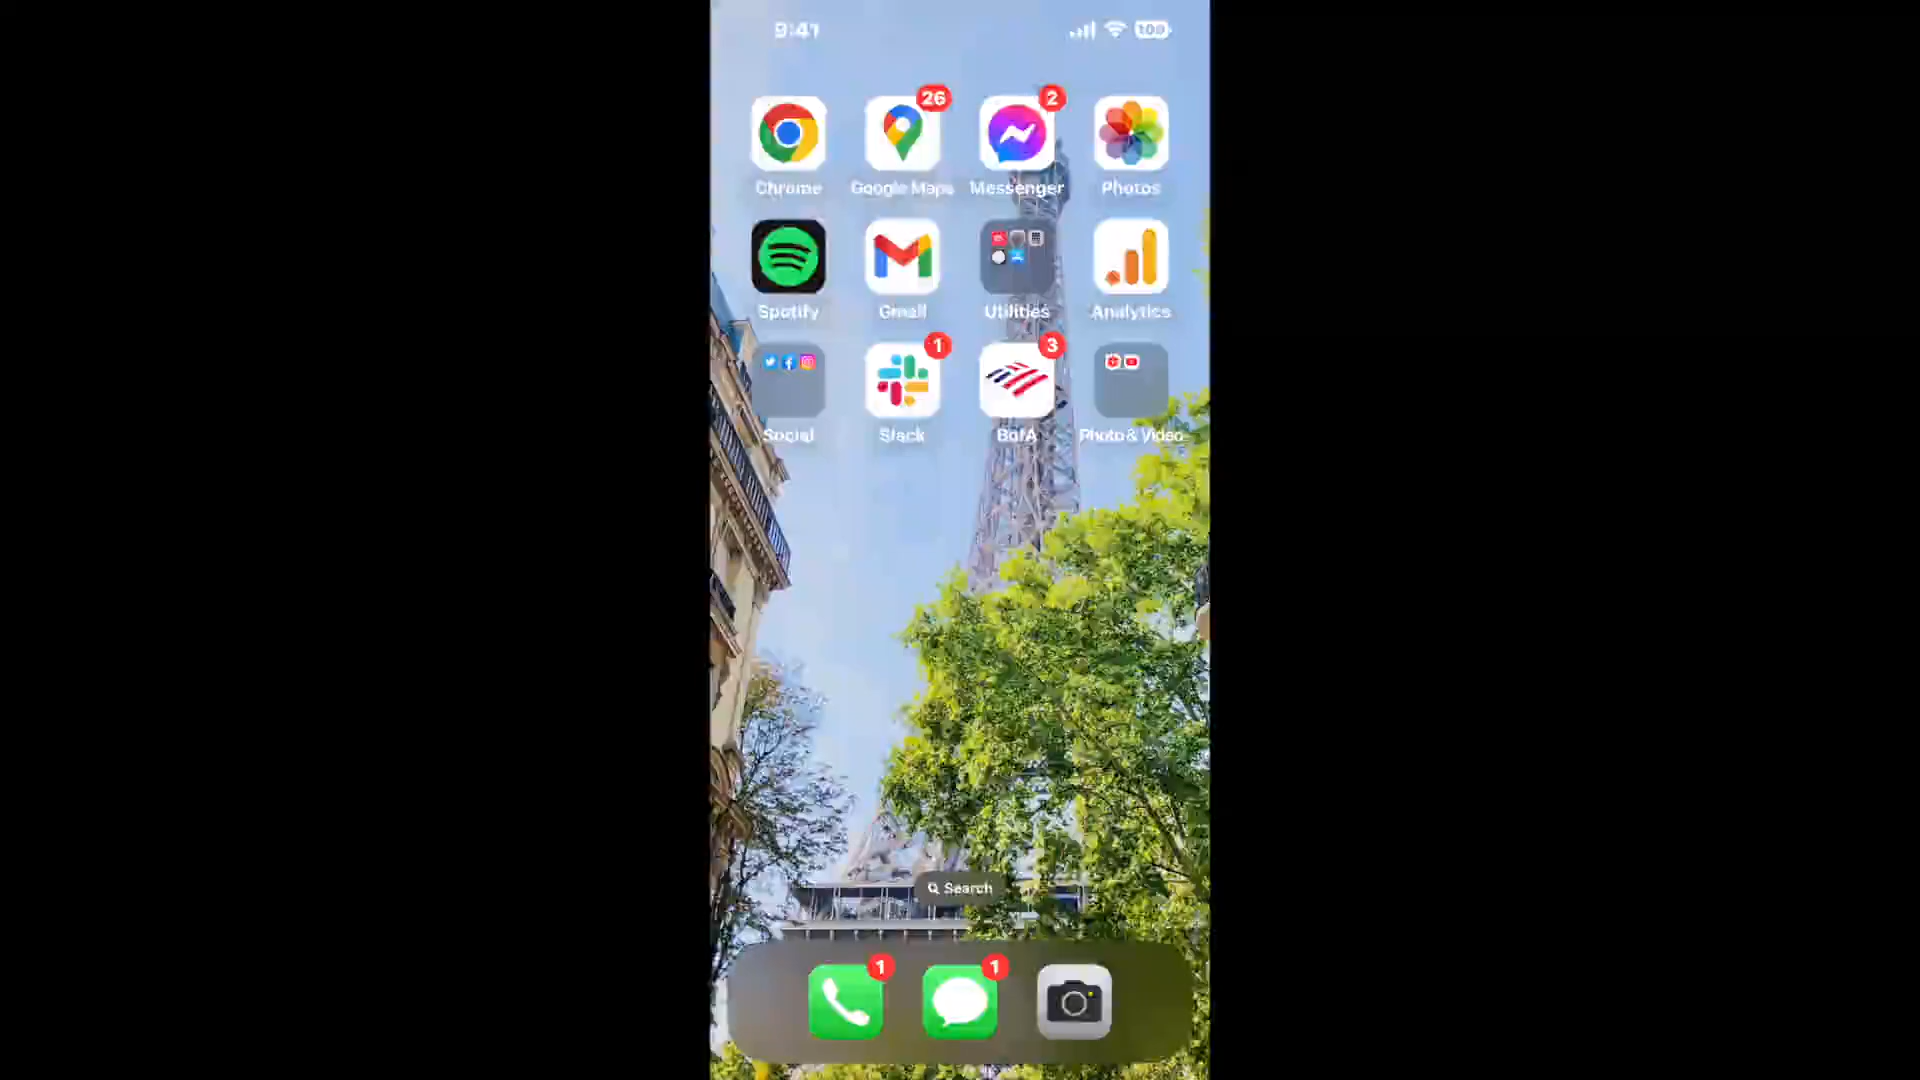 9:41
100
26
2
Chrome
Google Maps
Messenger
Photos
Spotify
Gmail
Utilities
Analytics
1
3
Social
Slack
BofA
Photo & Video
Search
1
1